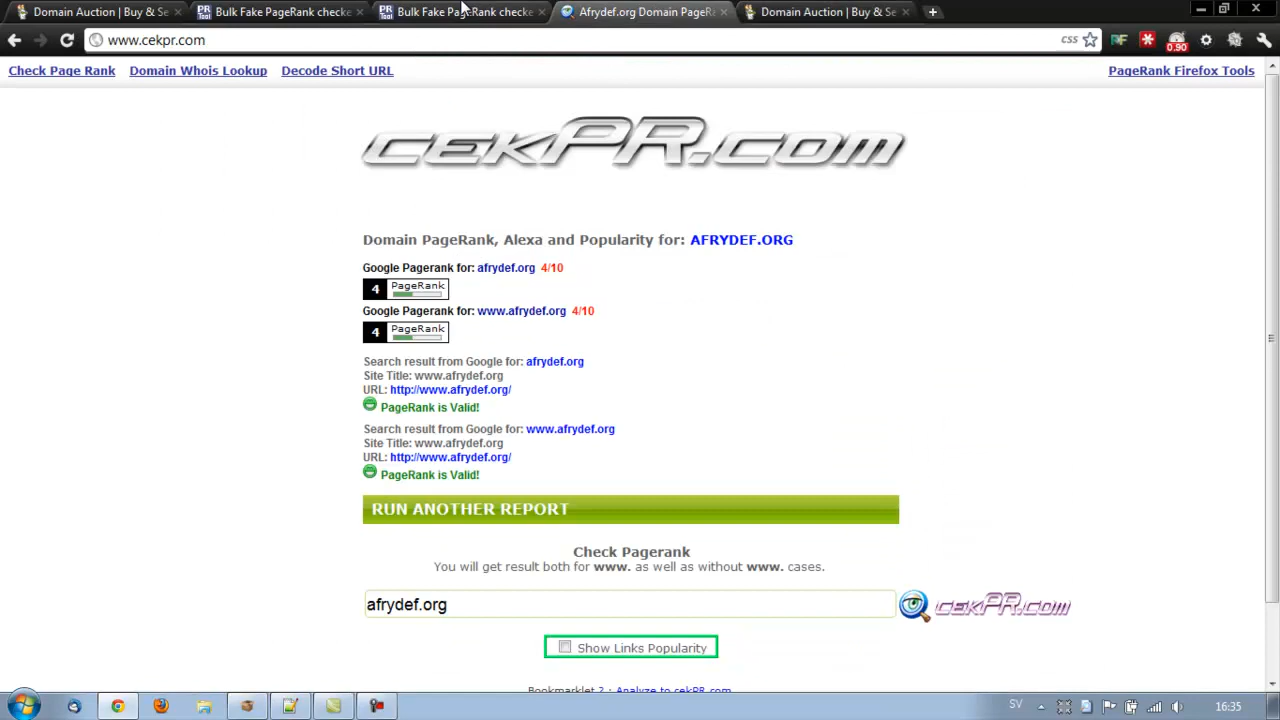 Domain Auction | Buy & Se
Bulk Fake PageRank checke
Bulk Fake PageRank checke
Afrydef.org Domain PageR
Domain Auction | Buy & Se
www.cekpr.com
css
0.90
Check Page Rank
Domain Whois Lookup
Decode Short URL
PageRank Firefox Tools
cekPR.com
Domain PageRank, Alexa and Popularity for: AFRYDEF.ORG
Google Pagerank for: afrydef.org 4/10
4 PageRank
Google Pagerank for: www.afrydef.org 4/10
4 PageRank
Search result from Google for: afrydef.org
Site Title: www.afrydef.org
URL: http://www.afrydef.org/
PageRank is Valid!
Search result from Google for: www.afrydef.org
Site Title: www.afrydef.org
URL: http://www.afrydef.org/
PageRank is Valid!
RUN ANOTHER REPORT
Check Pagerank
You will get result both for www. as well as without www. cases.
afrydef.org
cekPR.com
Show Links Popularity
Bookmarklet ? : Analyze to cekPR.com
SV
16:35